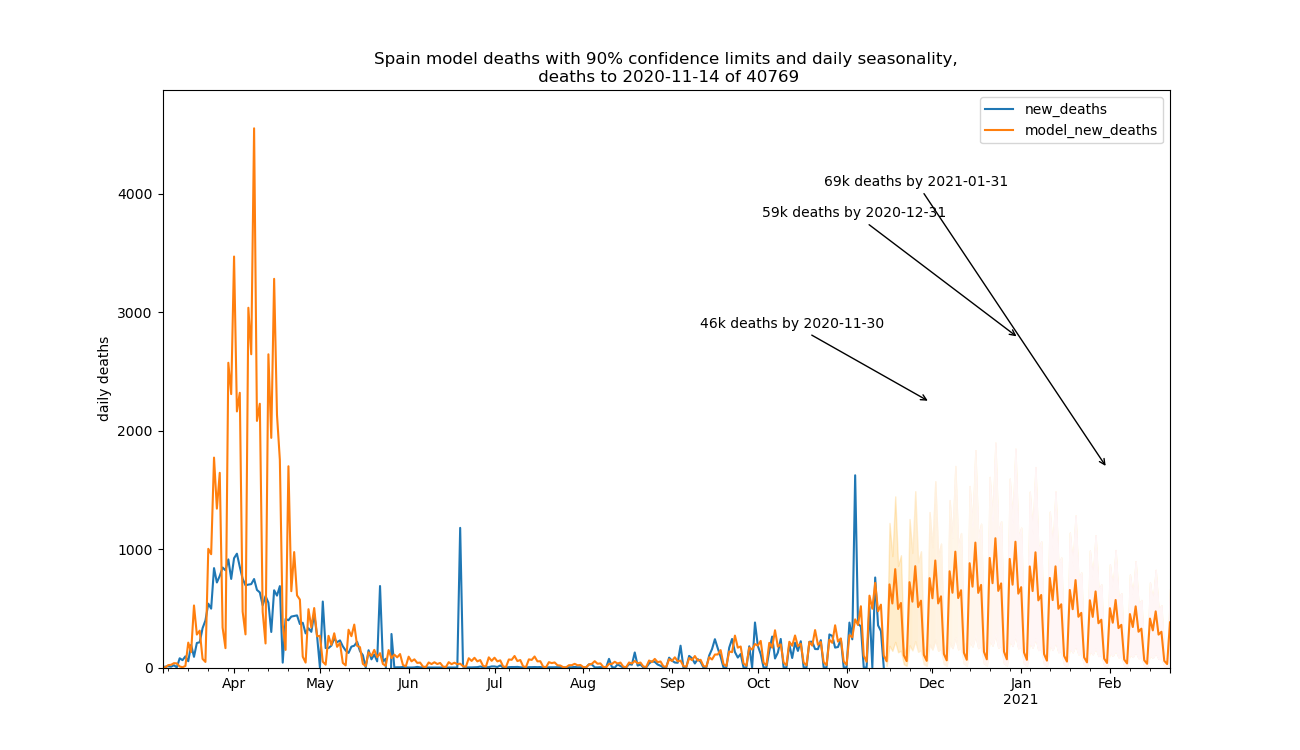 Spain model deaths with 90% confidence limits and daily seasonality,
deaths to 2020-11-14 of 40769
new_deaths
model_new_deaths
69k deaths by 2021-01-31
59k deaths by 2020-12-31
46k deaths by 2020-11-30
daily deaths
4000
3000
2000
1000
0
Apr May Jun Jul Aug Sep Oct Nov Dec Jan Feb
2021